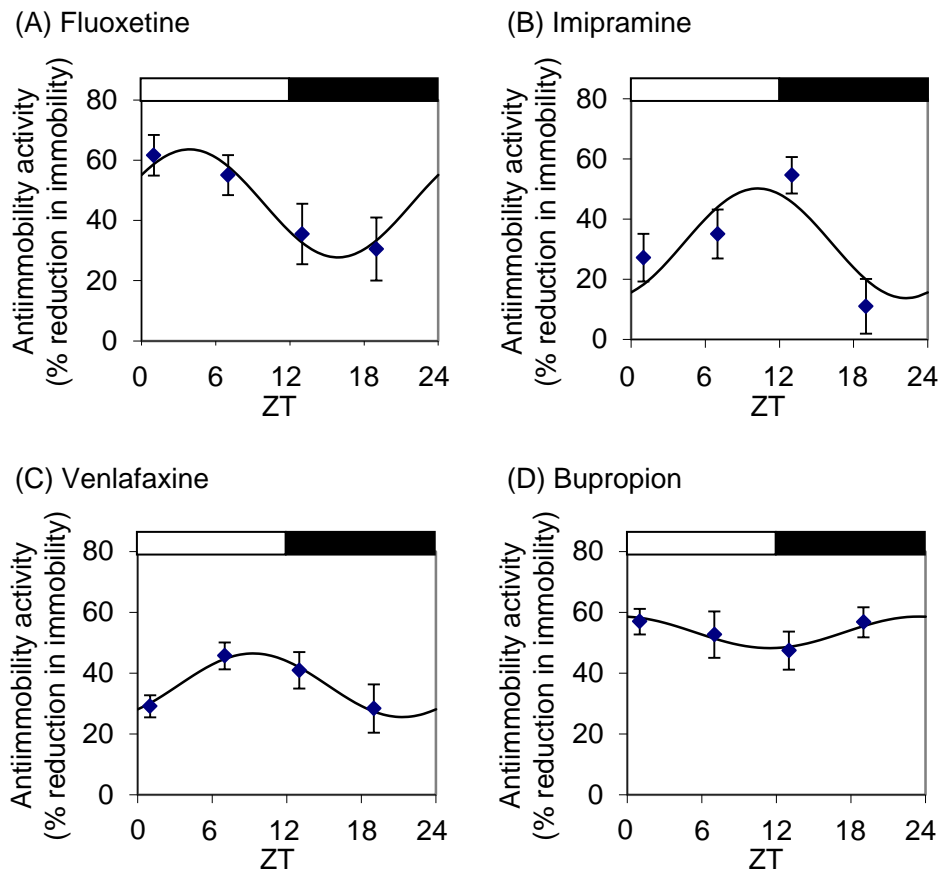 (A) Fluoxetine
Antiimmobility activity
(% reduction in immobility)
80
60
40
20
0
0 6 12 18 24
ZT
(B) Imipramine
Antiimmobility activity
(% reduction in immobility)
80
60
40
20
0
0 6 12 18 24
ZT
(C) Venlafaxine
Antiimmobility activity
(% reduction in immobility)
80
60
40
20
0
0 6 12 18 24
ZT
(D) Bupropion
Antiimmobility activity
(% reduction in immobility)
80
60
40
20
0
0 6 12 18 24
ZT